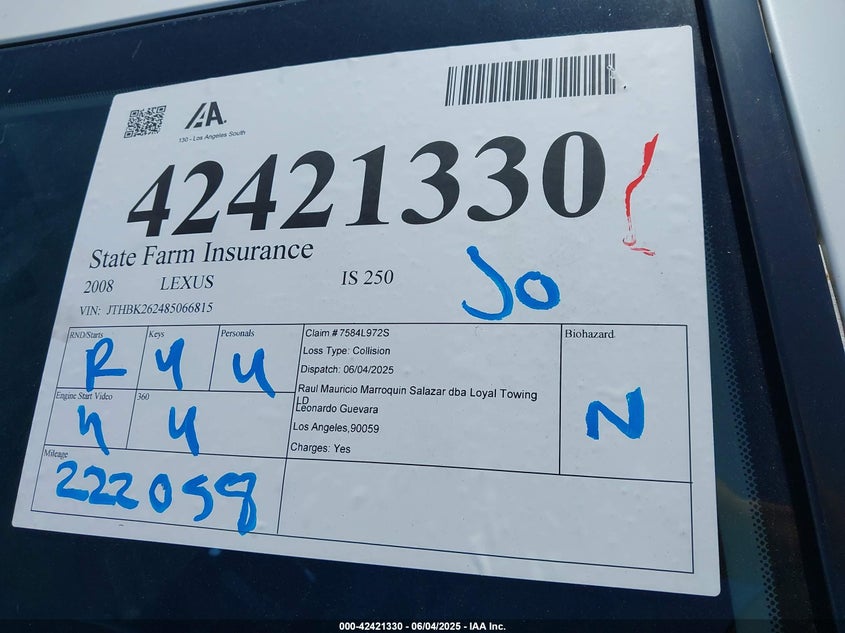 IAA.
130 - Los Angeles South
42421330
State Farm Insurance
2008 LEXUS IS 250
Jo
VIN: JTHBK262485066815
RND/Starts Keys Personals
R Y Y
Engine Start Video 360
N Y
Mileage
222058
Claim # 7584L972S
Loss Type: Collision
Dispatch: 06/04/2025
Raul Mauricio Marroquin Salazar dba Loyal Towing
LD
Leonardo Guevara
Los Angeles,90059
Charges: Yes
Biohazard
N
000-42421330 - 06/04/2025 - IAA Inc.